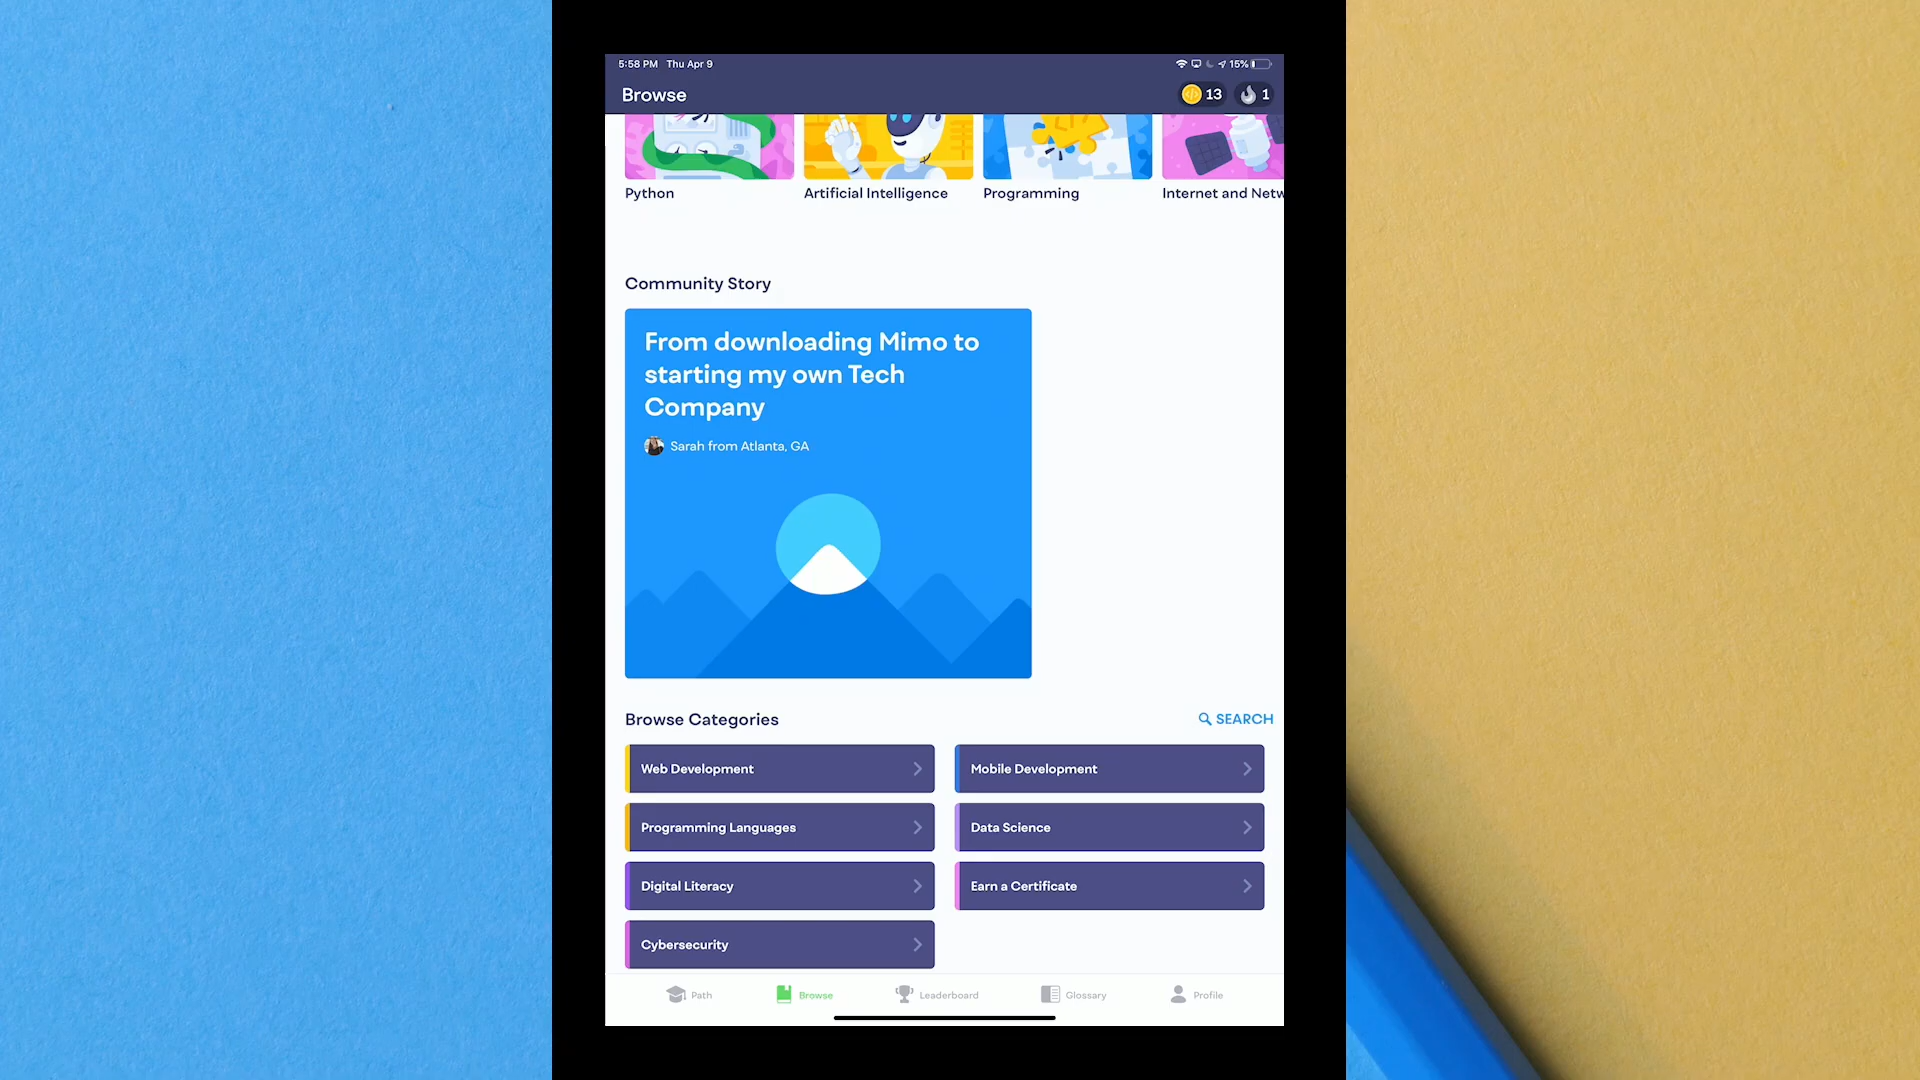 5:58 PM Thu Apr 9
15%
Browse
13
1
Python
Artificial Intelligence
Programming
Internet and Netw
Community Story
From downloading Mimo to
starting my own Tech
Company
Sarah from Atlanta, GA
Browse Categories
SEARCH
Web Development
Mobile Development
Programming Languages
Data Science
Digital Literacy
Earn a Certificate
Cybersecurity
Path
Browse
Leaderboard
Glossary
Profile